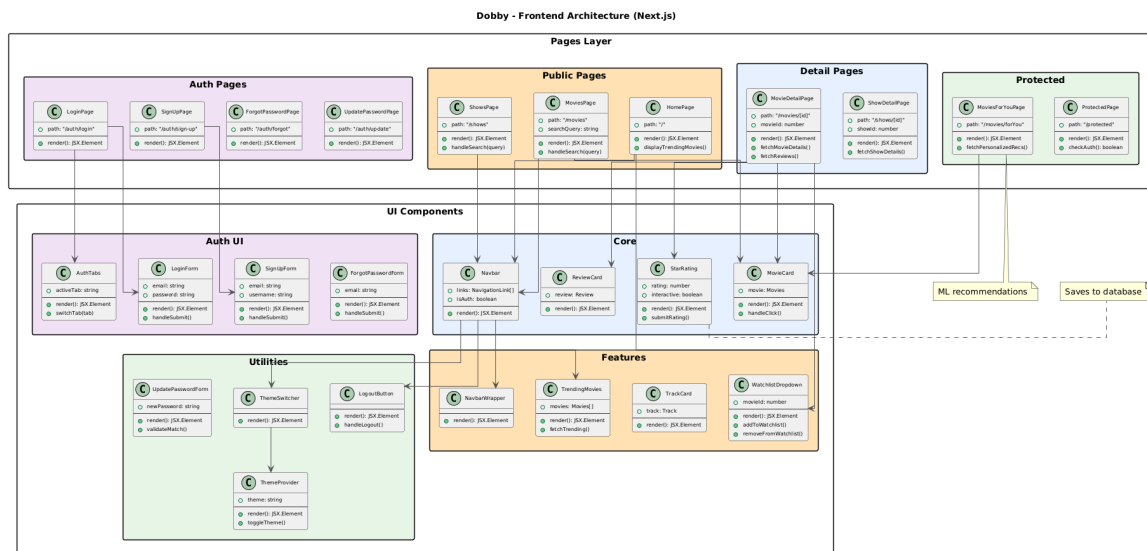 Dobby - Frontend Architecture (Next.js)
Pages Layer
Auth Pages
C LoginPage
path: "/auth/login"
render(): JSX.Element
C SignUpPage
path: "/auth/sign-up"
render(): JSX.Element
C ForgotPasswordPage
path: "/auth/forgot"
render(): JSX.Element
C UpdatePasswordPage
path: "/auth/update"
render(): JSX.Element
Public Pages
C ShowsPage
path: "/shows"
render(): JSX.Element
handleSearch(query)
C MoviesPage
path: "/movies"
searchQuery: string
render(): JSX.Element
handleSearch(query)
C HomePage
path: "/"
render(): JSX.Element
displayTrendingMovies()
Detail Pages
C MovieDetailPage
path: "/movies/[id]"
movieId: number
render(): JSX.Element
fetchMovieDetails()
fetchReviews()
C ShowDetailPage
path: "/shows/[id]"
showId: number
render(): JSX.Element
fetchShowDetails()
Protected
C MoviesForYouPage
path: "/movies/forYou"
render(): JSX.Element
fetchPersonalizedRecs()
C ProtectedPage
path: "/protected"
render(): JSX.Element
checkAuth(): boolean
UI Components
Auth UI
C AuthTabs
activeTab: string
render(): JSX.Element
switchTab(tab)
C LoginForm
email: string
password: string
render(): JSX.Element
handleSubmit()
C SignUpForm
email: string
username: string
render(): JSX.Element
handleSubmit()
C ForgotPasswordForm
email: string
render(): JSX.Element
handleSubmit()
Core
C Navbar
links: NavigationLink[]
isAuth: boolean
render(): JSX.Element
C ReviewCard
review: Review
render(): JSX.Element
C StarRating
rating: number
interactive: boolean
render(): JSX.Element
submitRating()
C MovieCard
movie: Movies
render(): JSX.Element
handleClick()
ML recommendations
Saves to database
Utilities
C UpdatePasswordForm
newPassword: string
render(): JSX.Element
validateMatch()
C ThemeSwitcher
render(): JSX.Element
C LogoutButton
render(): JSX.Element
handleLogout()
C ThemeProvider
theme: string
render(): JSX.Element
toggleTheme()
Features
C NavbarWrapper
render(): JSX.Element
C TrendingMovies
movies: Movies[]
render(): JSX.Element
fetchTrending()
C TrackCard
track: Track
render(): JSX.Element
C WatchlistDropdown
movieId: number
render(): JSX.Element
addToWatchlist()
removeFromWatchlist()